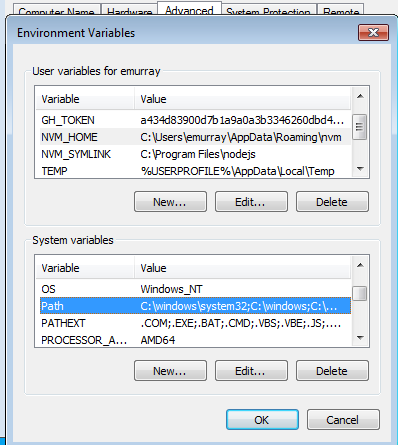 Computer Name Hardware Advanced System Protection Remote
Environment Variables
User variables for emurray
Variable Value
GH_TOKEN a434d83900d7b1a9a0a3b3346260dbd4...
NVM_HOME C:\Users\emurray\AppData\Roaming\nvm
NVM_SYMLINK C:\Program Files\nodejs
TEMP %USERPROFILE%\AppData\Local\Temp
New... Edit... Delete
System variables
Variable Value
OS Windows_NT
Path C:\windows\system32;C:\windows;C:\...
PATHEXT .COM;.EXE;.BAT;.CMD;.VBS;.VBE;.JS;....
PROCESSOR_A... AMD64
New... Edit... Delete
OK Cancel